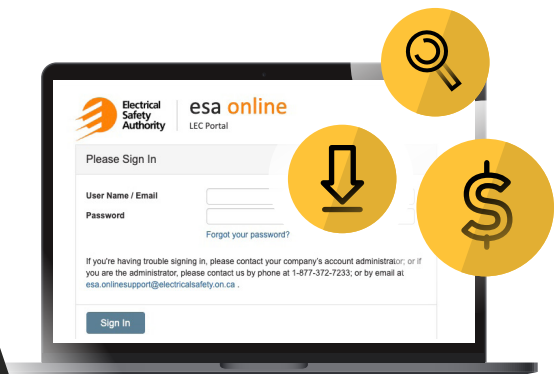 Electrical
Safety
Authority
esa online
LEC Portal
Please Sign In
User Name / Email
Password
Forgot your password?
If you're having trouble signing in, please contact your company's account administrator; or if
you are the administrator, please contact us by phone at 1-877-372-7233; or by email at
esa.onlinesupport@electricalsafety.on.ca .
Sign In
$